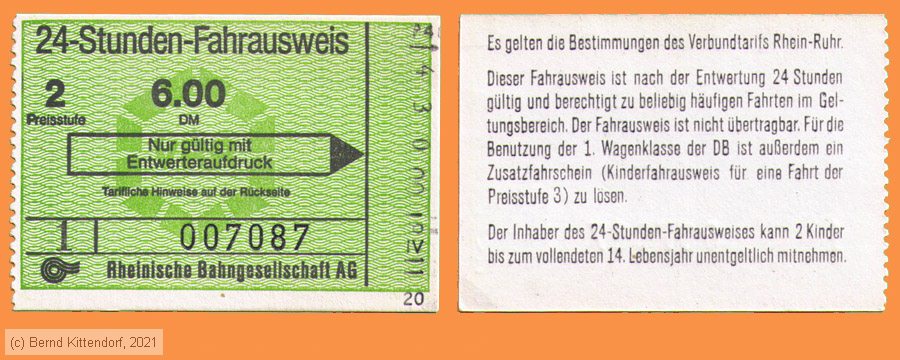 24-Stunden-Fahrausweis
2
6.00
Preisstufe
DM
Nur gültig mit
Entwerteraufdruck
Tarifliche Hinweise auf der Rückseite
1
007087
Rheinische Bahngesellschaft AG
20
Es gelten die Bestimmungen des Verbundtarifs Rhein-Ruhr.
Dieser Fahrausweis ist nach der Entwertung 24 Stunden
gültig und berechtigt zu beliebig häufigen Fahrten im Gel-
tungsbereich. Der Fahrausweis ist nicht übertragbar. Für die
Benutzung der 1. Wagenklasse der DB ist außerdem ein
Zusatzfahrschein (Kinderfahrausweis für eine Fahrt der
Preisstufe 3) zu lösen.
Der Inhaber des 24-Stunden-Fahrausweises kann 2 Kinder
bis zum vollendeten 14. Lebensjahr unentgeltlich mitnehmen.
(c) Bernd Kittendorf, 2021